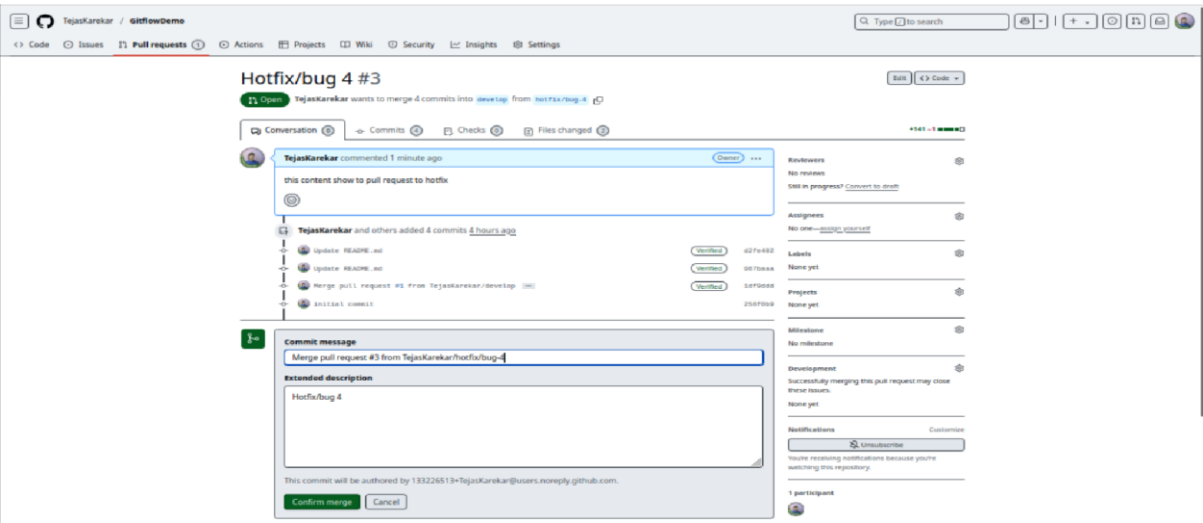 TejasKarekar / GitflowDemo
Type / to search
Code Issues Pull requests 1 Actions Projects Wiki Security Insights Settings
Hotfix/bug 4 #3
Edit Code
Open TejasKarekar wants to merge 4 commits into develop from hotfix/bug-4
Conversation 0 Commits 4 Checks 0 Files changed 2
+141 −1
TejasKarekar commented 1 minute ago Owner
this content show to pull request to hotfix
TejasKarekar and others added 4 commits 4 hours ago
Update README.md Verified
Update README.md Verified
Merge pull request #1 from TejasKarekar/develop Verified
Initial commit
Commit message
Merge pull request #3 from TejasKarekar/hotfix/bug-4
Extended description
Hotfix/bug 4
This commit will be authored by 133226513+TejasKarekar@users.noreply.github.com.
Confirm merge Cancel
Reviewers
No reviews
Still in progress? Convert to draft
Assignees
No one—assign yourself
Labels
None yet
Projects
None yet
Milestone
No milestone
Development
Successfully merging this pull request may close
these issues.
None yet
Notifications Customize
Unsubscribe
You're receiving notifications because you're
watching this repository.
1 participant